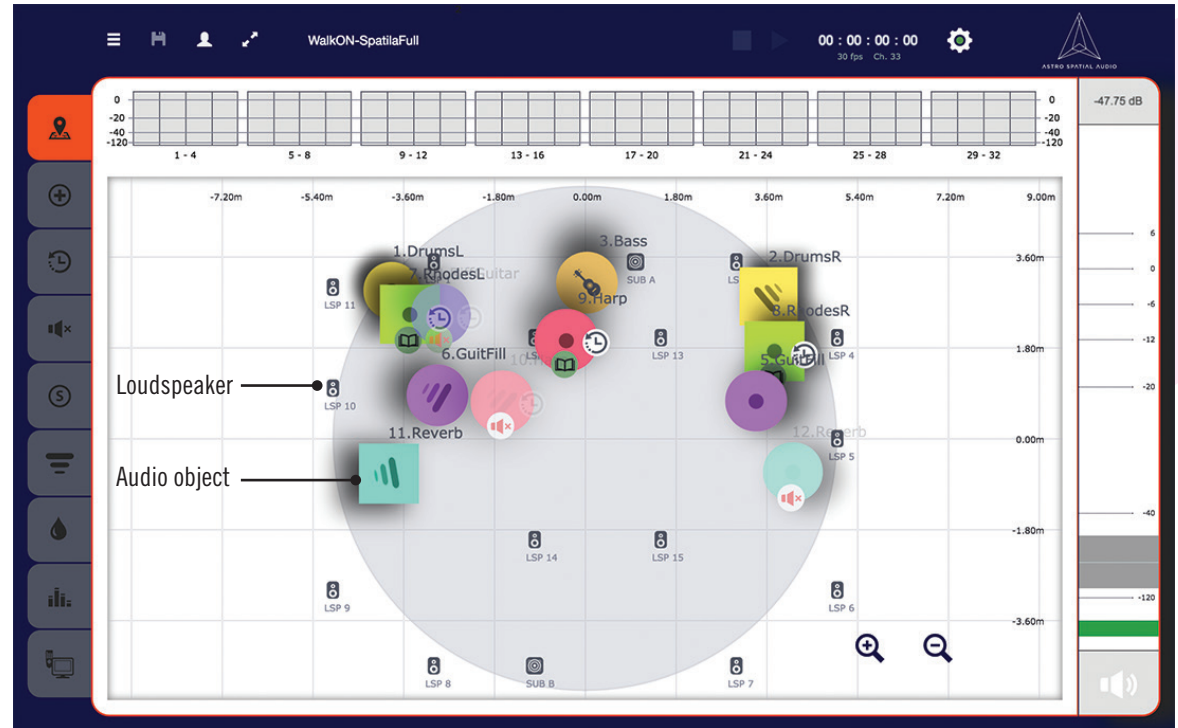 WalkON-SpatilaFull
00 : 00 : 00 : 00
30 fps Ch. 33
ASTRO SPATIAL AUDIO
0
-20
-40
-120
0
-20
-40
-120
1 - 4 5 - 8 9 - 12 13 - 16 17 - 20 21 - 24 25 - 28 29 - 32
-47.75 dB
-7.20m -5.40m -3.60m -1.80m 0.00m 1.80m 3.60m 5.40m 7.20m 9.00m
3.Bass
1.DrumsL
2.DrumsR
3.60m
7.RhodesL
Guitar
SUB A
LS
LSP 11
9.Harp
8.RhodesR
1.80m
6.GuitFill
LSP 13
LSP 4
5.GuitFill
Loudspeaker
LSP 10
11.Reverb
12.Reverb
0.00m
LSP 5
Audio object
-1.80m
LSP 14
LSP 15
LSP 9
LSP 6
-3.60m
LSP 8
SUB B
LSP 7
6
0
-6
-12
-20
-40
-120
S